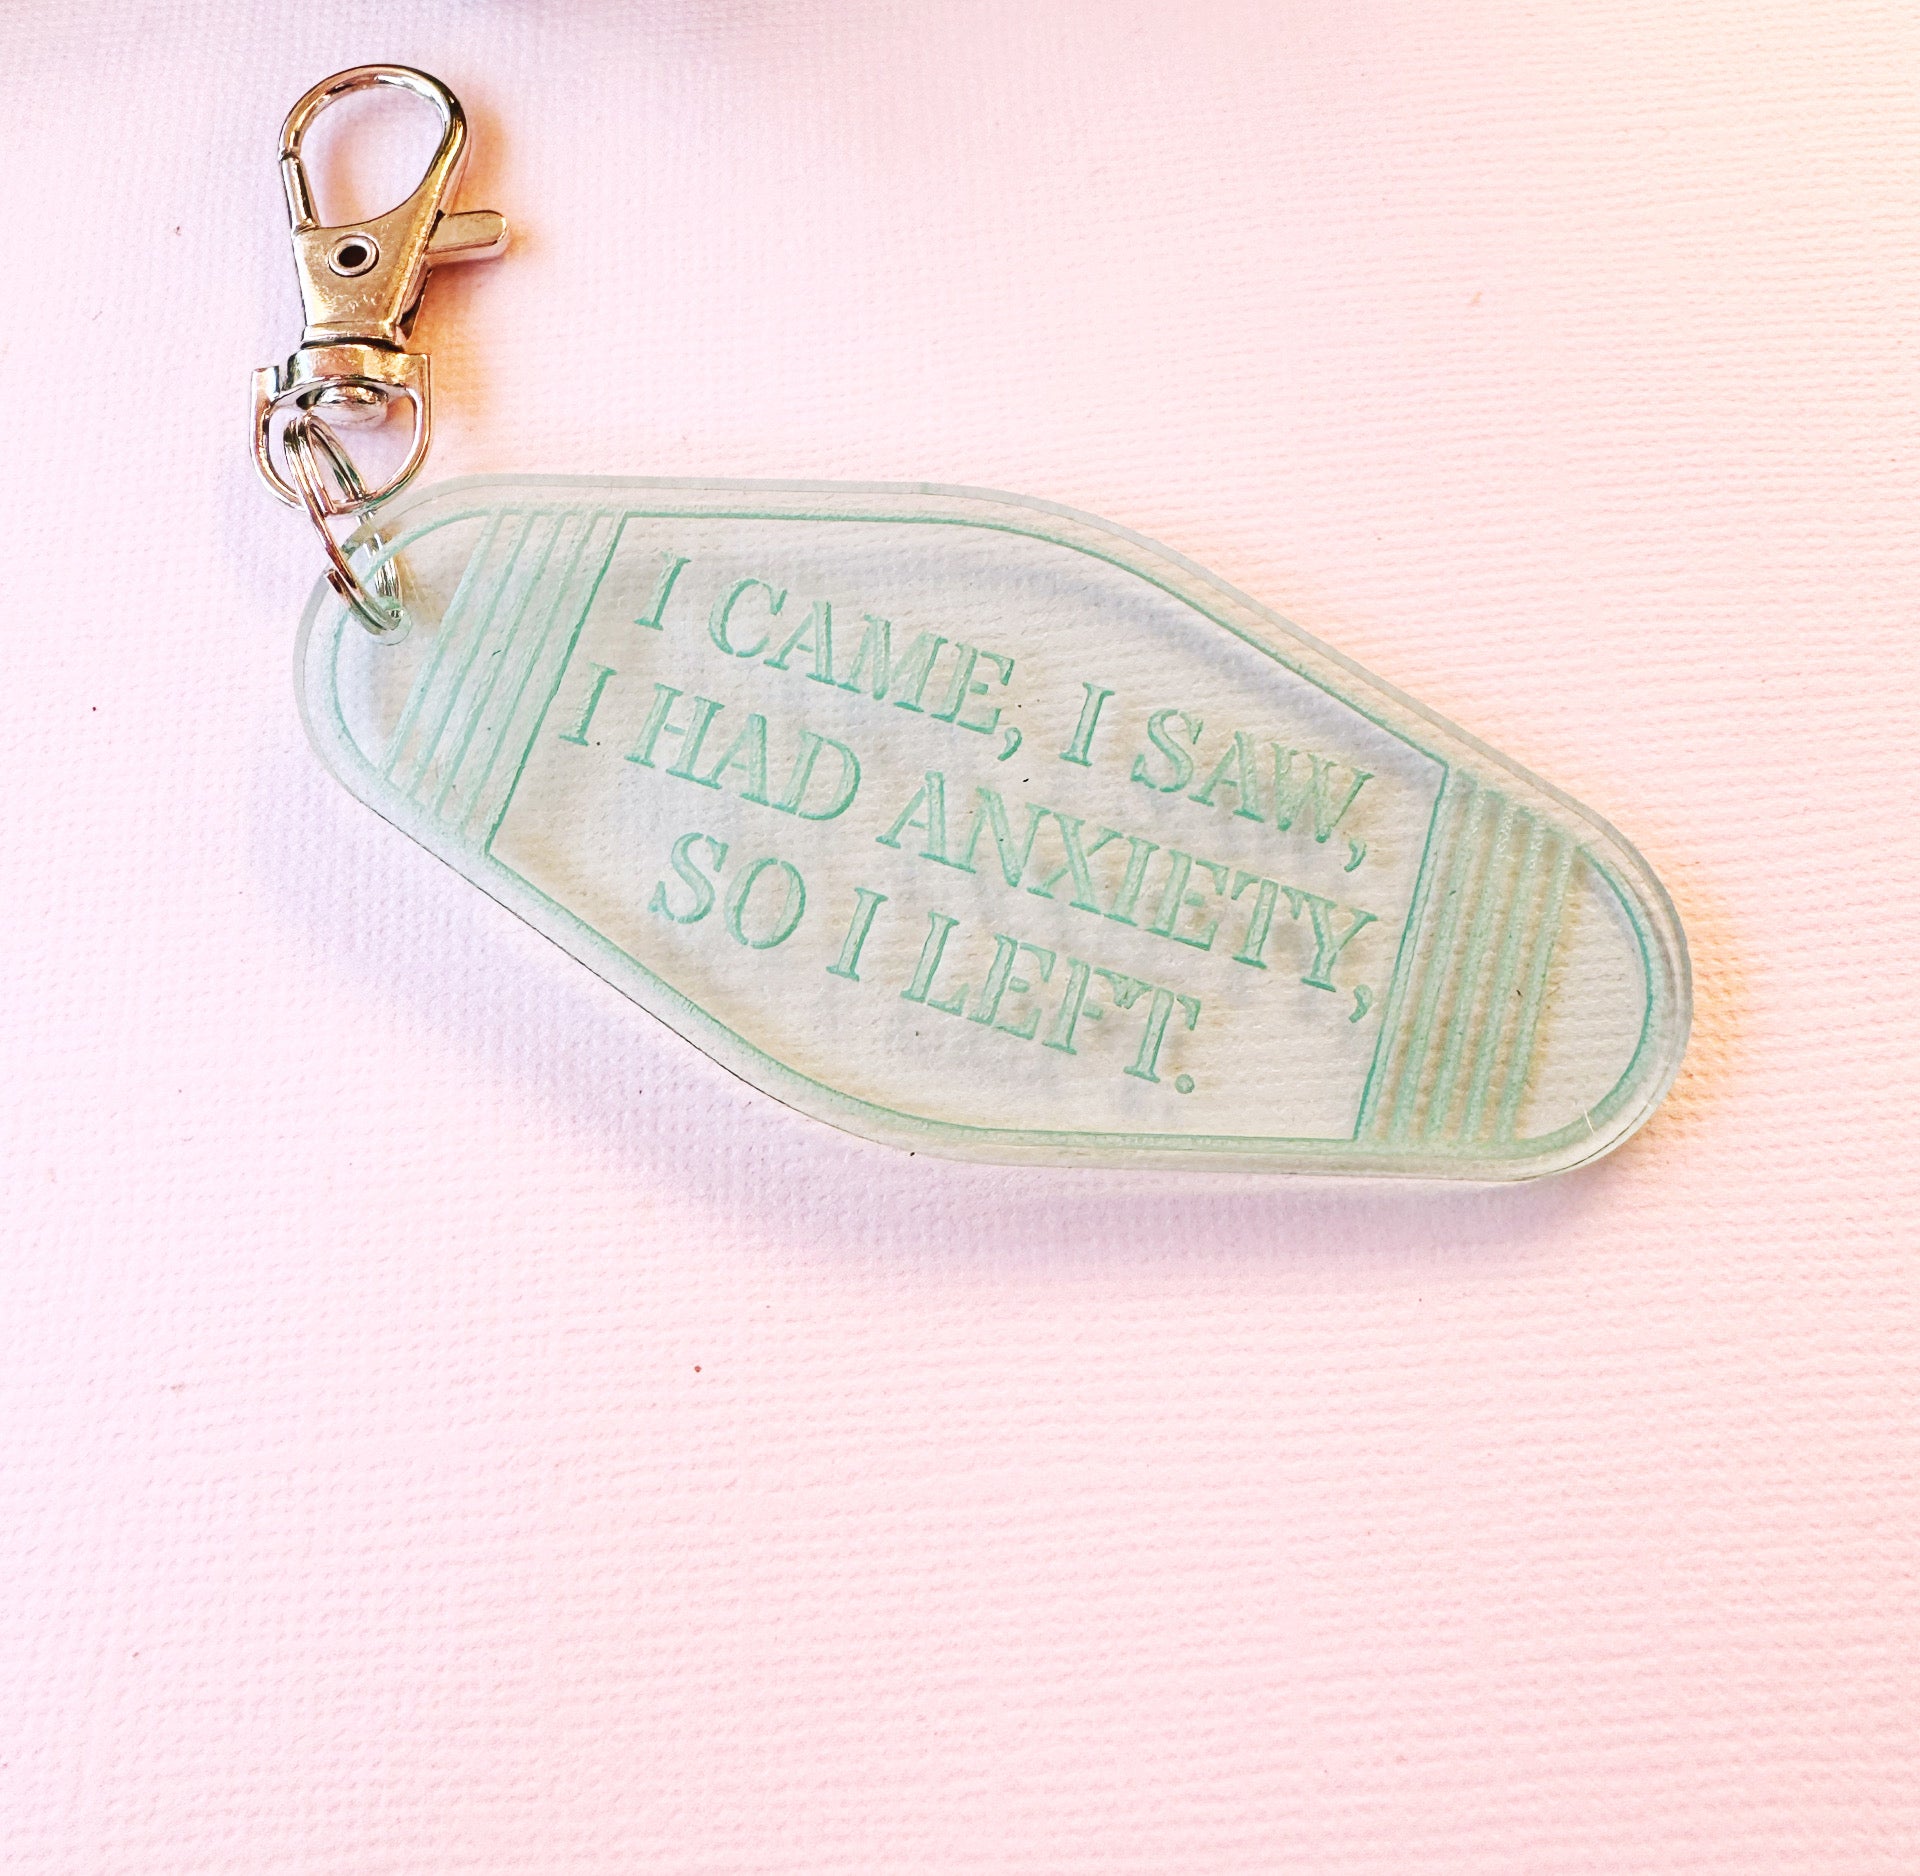 I CAME, I SAW,
I HAD ANXIETY,
SO I LEFT.